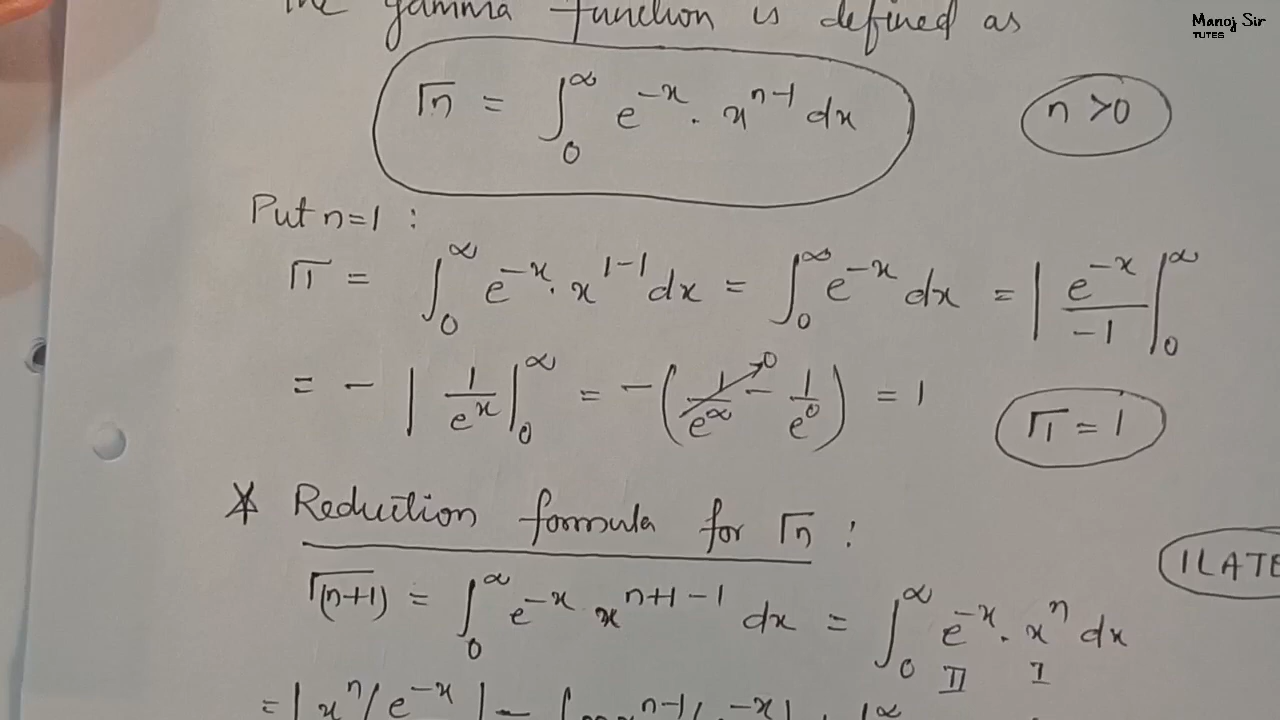 The gamma function is defined as
Manoj Sir
TUTES
Γn = ∫₀^∞ e^{-x} . x^{n-1} dx
n >0
Put n=1 :
Γ1 = ∫₀^∞ e^{-x} . x^{1-1} dx = ∫₀^∞ e^{-x} dx = | e^{-x} / -1 |₀^∞
= - | 1/e^x |₀^∞ = - ( 1/e^∞ →0 - 1/e^0 ) = 1
Γ1 = 1
* Reduction formula for Γn :
ILATE
Γ(n+1) = ∫₀^∞ e^{-x} x^{n+1-1} dx = ∫₀^∞ e^{-x} . x^n dx
II I
= | x^n ( e^{-x}